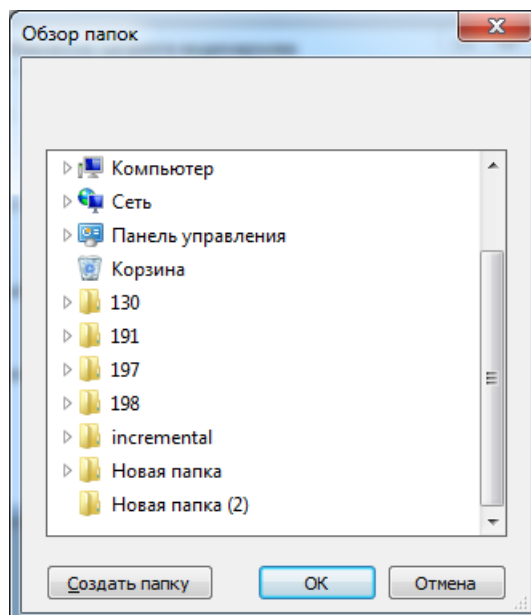 Обзор папок
Компьютер
Сеть
Панель управления
Корзина
130
191
197
198
incremental
Новая папка
Новая папка (2)
Создать папку
ОК
Отмена